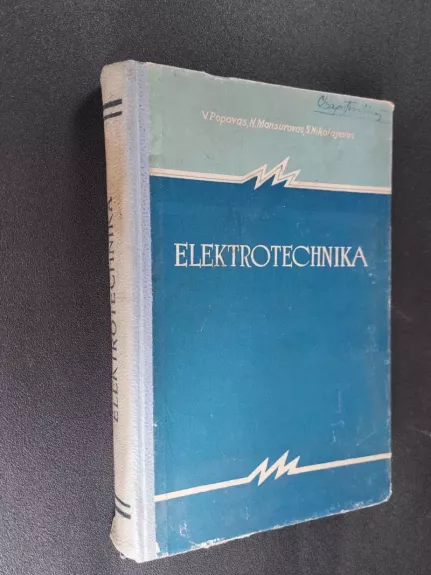 V. Popovas, N. Mansurovas, S. Nikolajevas
ELEKTROTECHNIKA
ELEKTROTECHNIKA